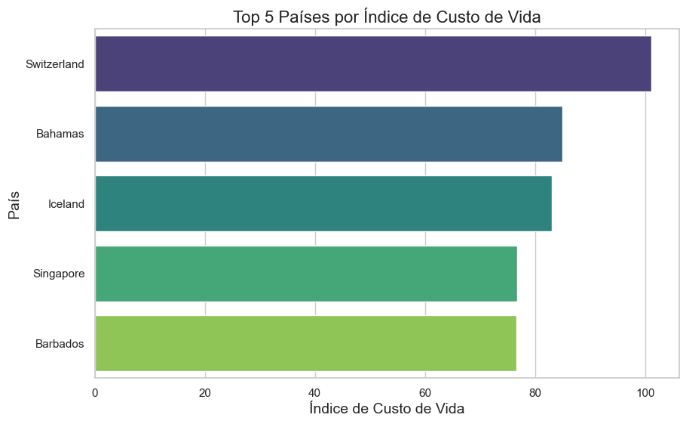 Top 5 Países por Índice de Custo de Vida
País
Switzerland
Bahamas
Iceland
Singapore
Barbados
0 20 40 60 80 100
Índice de Custo de Vida